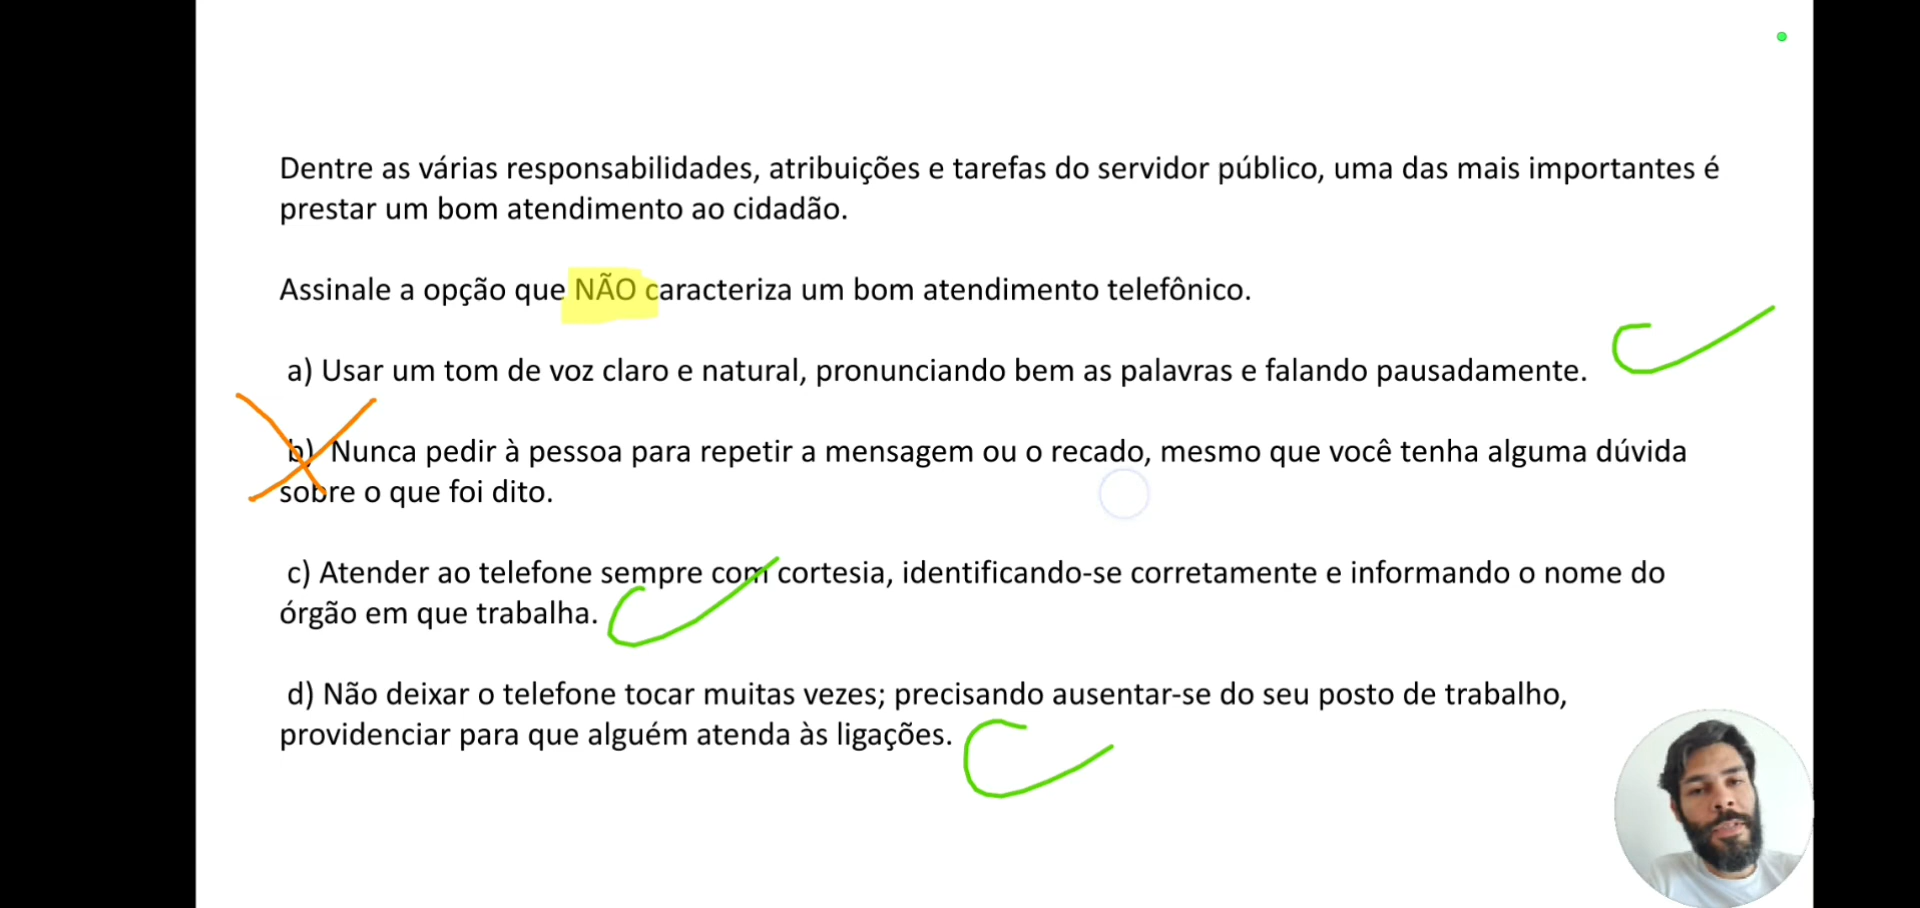 Dentre as várias responsabilidades, atribuições e tarefas do servidor público, uma das mais importantes é
prestar um bom atendimento ao cidadão.
Assinale a opção que NÃO caracteriza um bom atendimento telefônico.
a) Usar um tom de voz claro e natural, pronunciando bem as palavras e falando pausadamente.
b) Nunca pedir à pessoa para repetir a mensagem ou o recado, mesmo que você tenha alguma dúvida
sobre o que foi dito.
c) Atender ao telefone sempre com cortesia, identificando-se corretamente e informando o nome do
órgão em que trabalha.
d) Não deixar o telefone tocar muitas vezes; precisando ausentar-se do seu posto de trabalho,
providenciar para que alguém atenda às ligações.